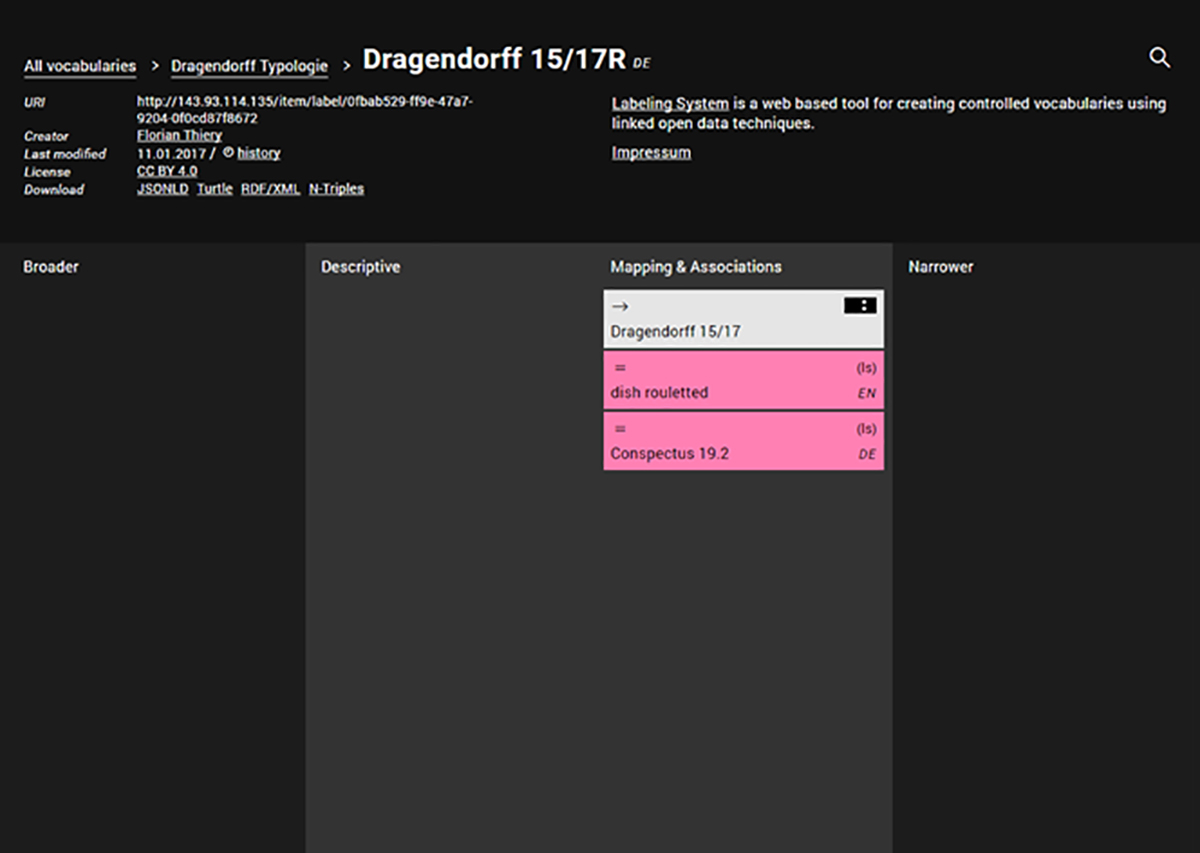 All vocabularies > Dragendorff Typologie > Dragendorff 15/17R DE
URI http://143.93.114.135/item/label/0fbab529-ff9e-47a7-
9204-0f0cd87f8672
Creator Florian Thiery
Last modified 11.01.2017 / history
License CC BY 4.0
Download JSONLD Turtle RDF/XML N-Triples
Labeling System is a web based tool for creating controlled vocabularies using
linked open data techniques.
Impressum
Broader
Descriptive
Mapping & Associations
→
Dragendorff 15/17
= (ls)
dish rouletted EN
= (ls)
Conspectus 19.2 DE
Narrower